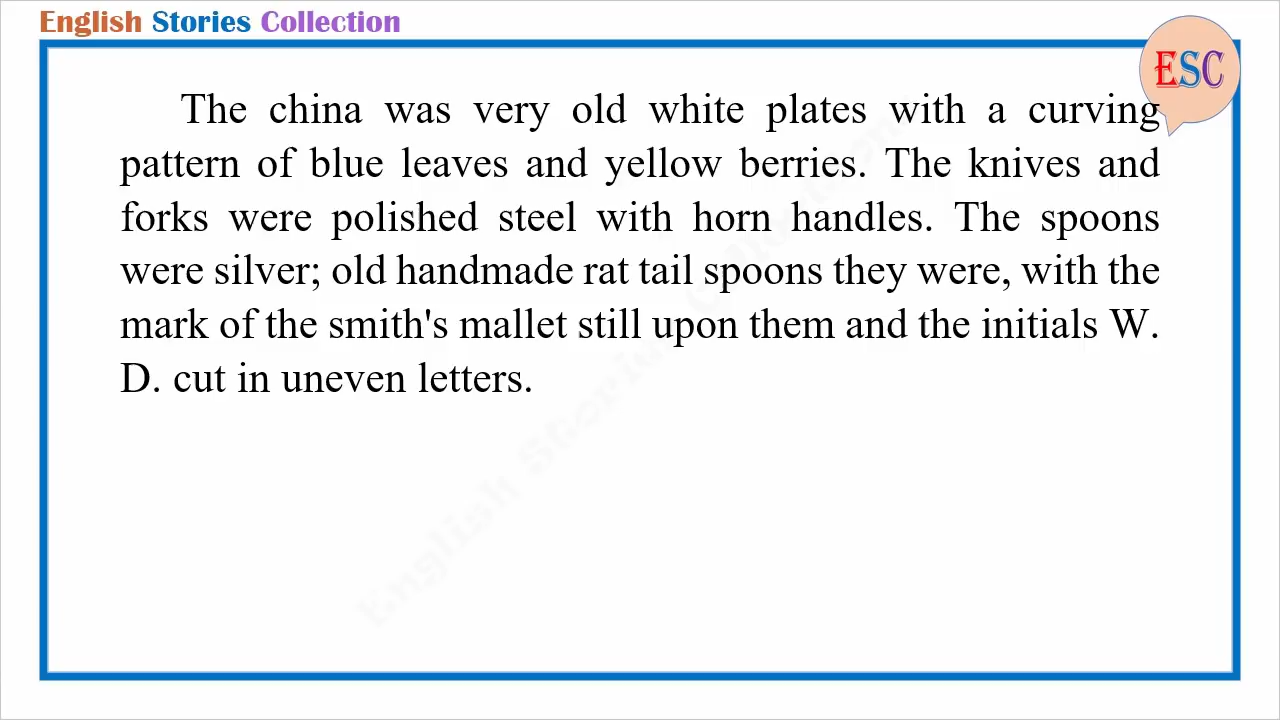 English Stories Collection
ESC
The china was very old white plates with a curving
pattern of blue leaves and yellow berries. The knives and
forks were polished steel with horn handles. The spoons
were silver; old handmade rat tail spoons they were, with the
mark of the smith's mallet still upon them and the initials W.
D. cut in uneven letters.
English Stories Collection